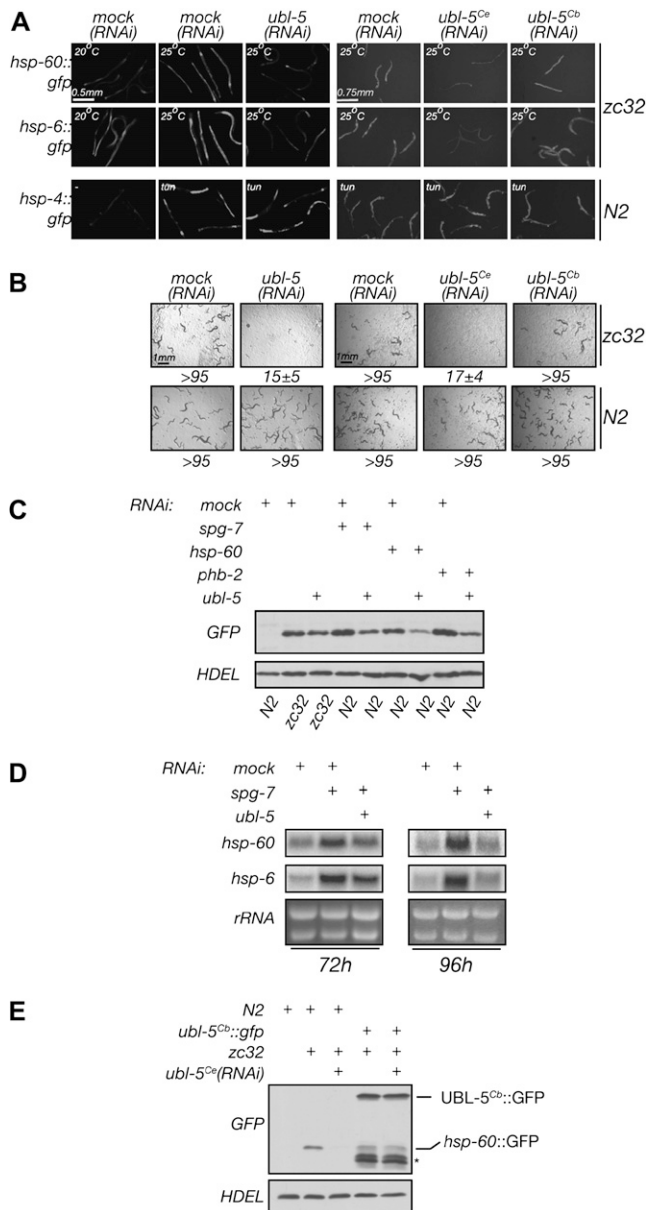 A
mock (RNAi) mock (RNAi) ubl-5 (RNAi) mock (RNAi) ubl-5Ce (RNAi) ubl-5Cb (RNAi)
hsp-60:: gfp
20°C 25°C 25°C 25°C 25°C 25°C
0.5mm 0.75mm
hsp-6:: gfp
20°C 25°C 25°C 25°C 25°C 25°C
zc32
hsp-4:: gfp
- tun tun tun tun tun
N2
B
mock (RNAi) ubl-5 (RNAi) mock (RNAi) ubl-5Ce (RNAi) ubl-5Cb (RNAi)
1mm 1mm
zc32
>95 15±5 >95 17±4 >95
N2
>95 >95 >95 >95 >95
C
RNAi: mock + + + + +
spg-7 + +
hsp-60 + +
phb-2 + +
ubl-5 + + + +
GFP
HDEL
N2 zc32 zc32 N2 N2 N2 N2 N2 N2
D
RNAi: mock + + + +
spg-7 + + + +
ubl-5 + +
hsp-60
hsp-6
rRNA
72h 96h
E
N2 + + +
ubl-5Cb::gfp + +
zc32 + + + +
ubl-5Ce(RNAi) + +
GFP
UBL-5Cb::GFP
hsp-60::GFP
*
HDEL